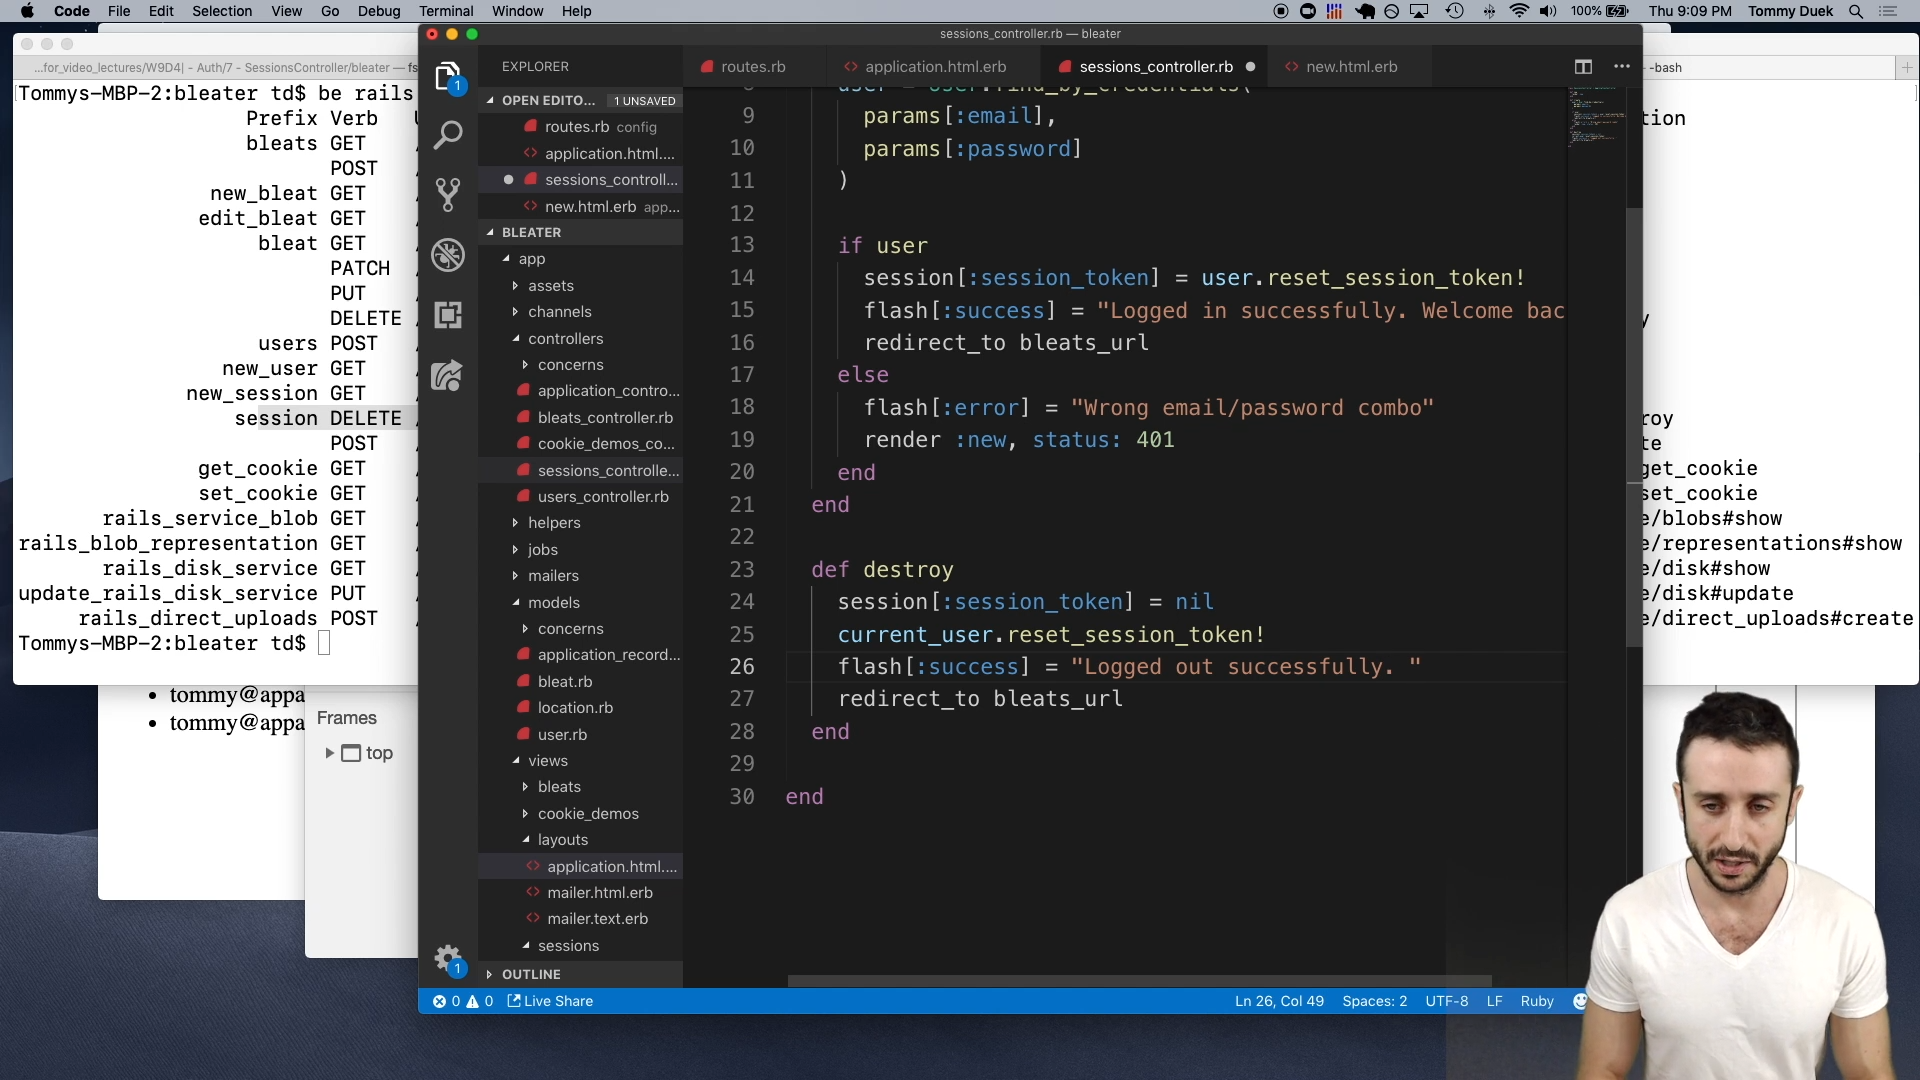 Code File Edit Selection View Go Debug Terminal Window Help
100% Thu 9:09 PM Tommy Duek
...for_video_lectures/W9D4| - Auth/7 - SessionsController/bleater — fs
Tommys-MBP-2:bleater td$ be rails
Prefix Verb
bleats GET
POST
new_bleat GET
edit_bleat GET
bleat GET
PATCH
PUT
DELETE
users POST
new_user GET
new_session GET
session DELETE
POST
get_cookie GET
set_cookie GET
rails_service_blob GET
rails_blob_representation GET
rails_disk_service GET
update_rails_disk_service PUT
rails_direct_uploads POST
Tommys-MBP-2:bleater td$
tommy@appa
tommy@appa
Frames
top
sessions_controller.rb — bleater
EXPLORER
OPEN EDITO... 1 UNSAVED
routes.rb config
application.html....
sessions_controll...
new.html.erb app...
BLEATER
app
assets
channels
controllers
concerns
application_contro...
bleats_controller.rb
cookie_demos_co...
sessions_controlle...
users_controller.rb
helpers
jobs
mailers
models
concerns
application_record...
bleat.rb
location.rb
user.rb
views
bleats
cookie_demos
layouts
application.html....
mailer.html.erb
mailer.text.erb
sessions
OUTLINE
1
1
routes.rb application.html.erb sessions_controller.rb new.html.erb
8 user = User.find_by_credentials(
9 params[:email],
10 params[:password]
11 )
12
13 if user
14 session[:session_token] = user.reset_session_token!
15 flash[:success] = "Logged in successfully. Welcome bac
16 redirect_to bleats_url
17 else
18 flash[:error] = "Wrong email/password combo"
19 render :new, status: 401
20 end
21 end
22
23 def destroy
24 session[:session_token] = nil
25 current_user.reset_session_token!
26 flash[:success] = "Logged out successfully. "
27 redirect_to bleats_url
28 end
29
30 end
0 0 Live Share
Ln 26, Col 49 Spaces: 2 UTF-8 LF Ruby
-bash
tion
y
roy
te
get_cookie
set_cookie
e/blobs#show
e/representations#show
e/disk#show
e/disk#update
e/direct_uploads#create